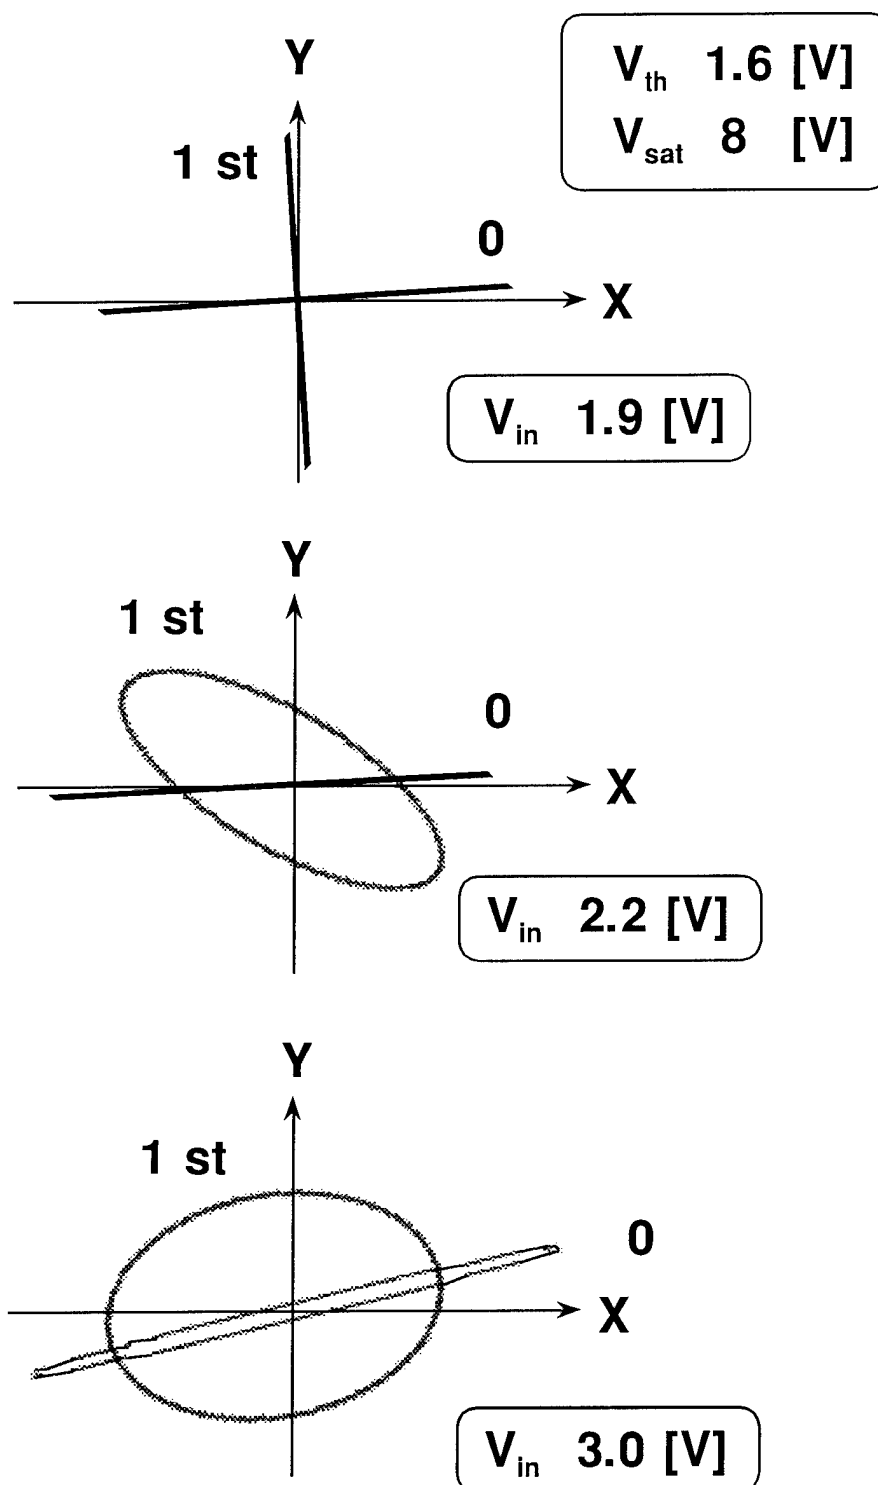 V_th 1.6 [V]
V_sat 8 [V]
Y
1 st
0
X
V_in 1.9 [V]
Y
1 st
0
X
V_in 2.2 [V]
Y
1 st
0
X
V_in 3.0 [V]